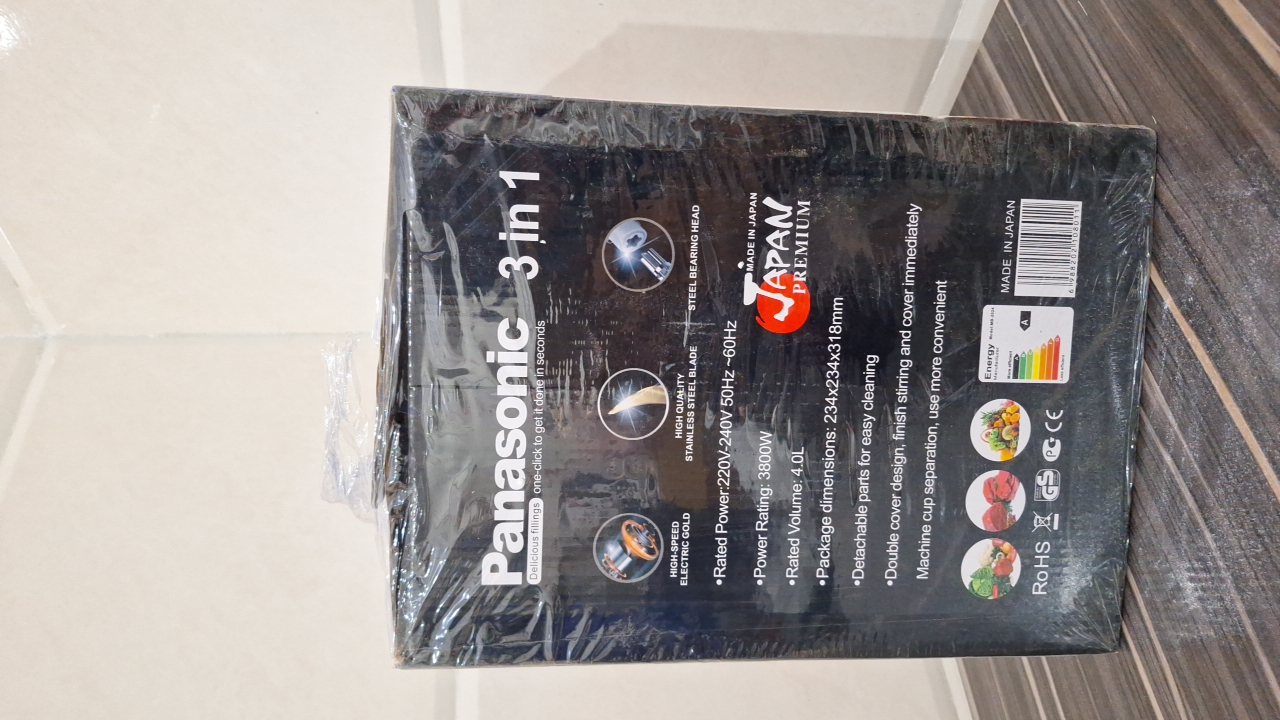 Panasonic 3 in 1
Delicious fillings one-click to get it done in seconds
HIGH-SPEED
ELECTRIC GOLD
HIGH QUALITY
STAINLESS STEEL BLADE
STEEL BEARING HEAD
•Rated Power:220V-240V 50Hz ~60Hz
•Power Rating: 3800W
•Rated Volume: 4.0L
MADE IN JAPAN
JAPAN
PREMIUM
•Package dimensions: 234x234x318mm
•Detachable parts for easy cleaning
•Double cover design, finish stirring and cover immediately
Machine cup separation, use more convenient
RoHS
GS
CE
Energy
A
MADE IN JAPAN